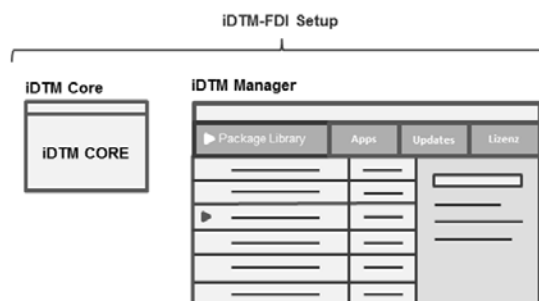 iDTM-FDI Setup
iDTM Core
iDTM Manager
iDTM CORE
Package Library
Apps
Updates
Lizenz